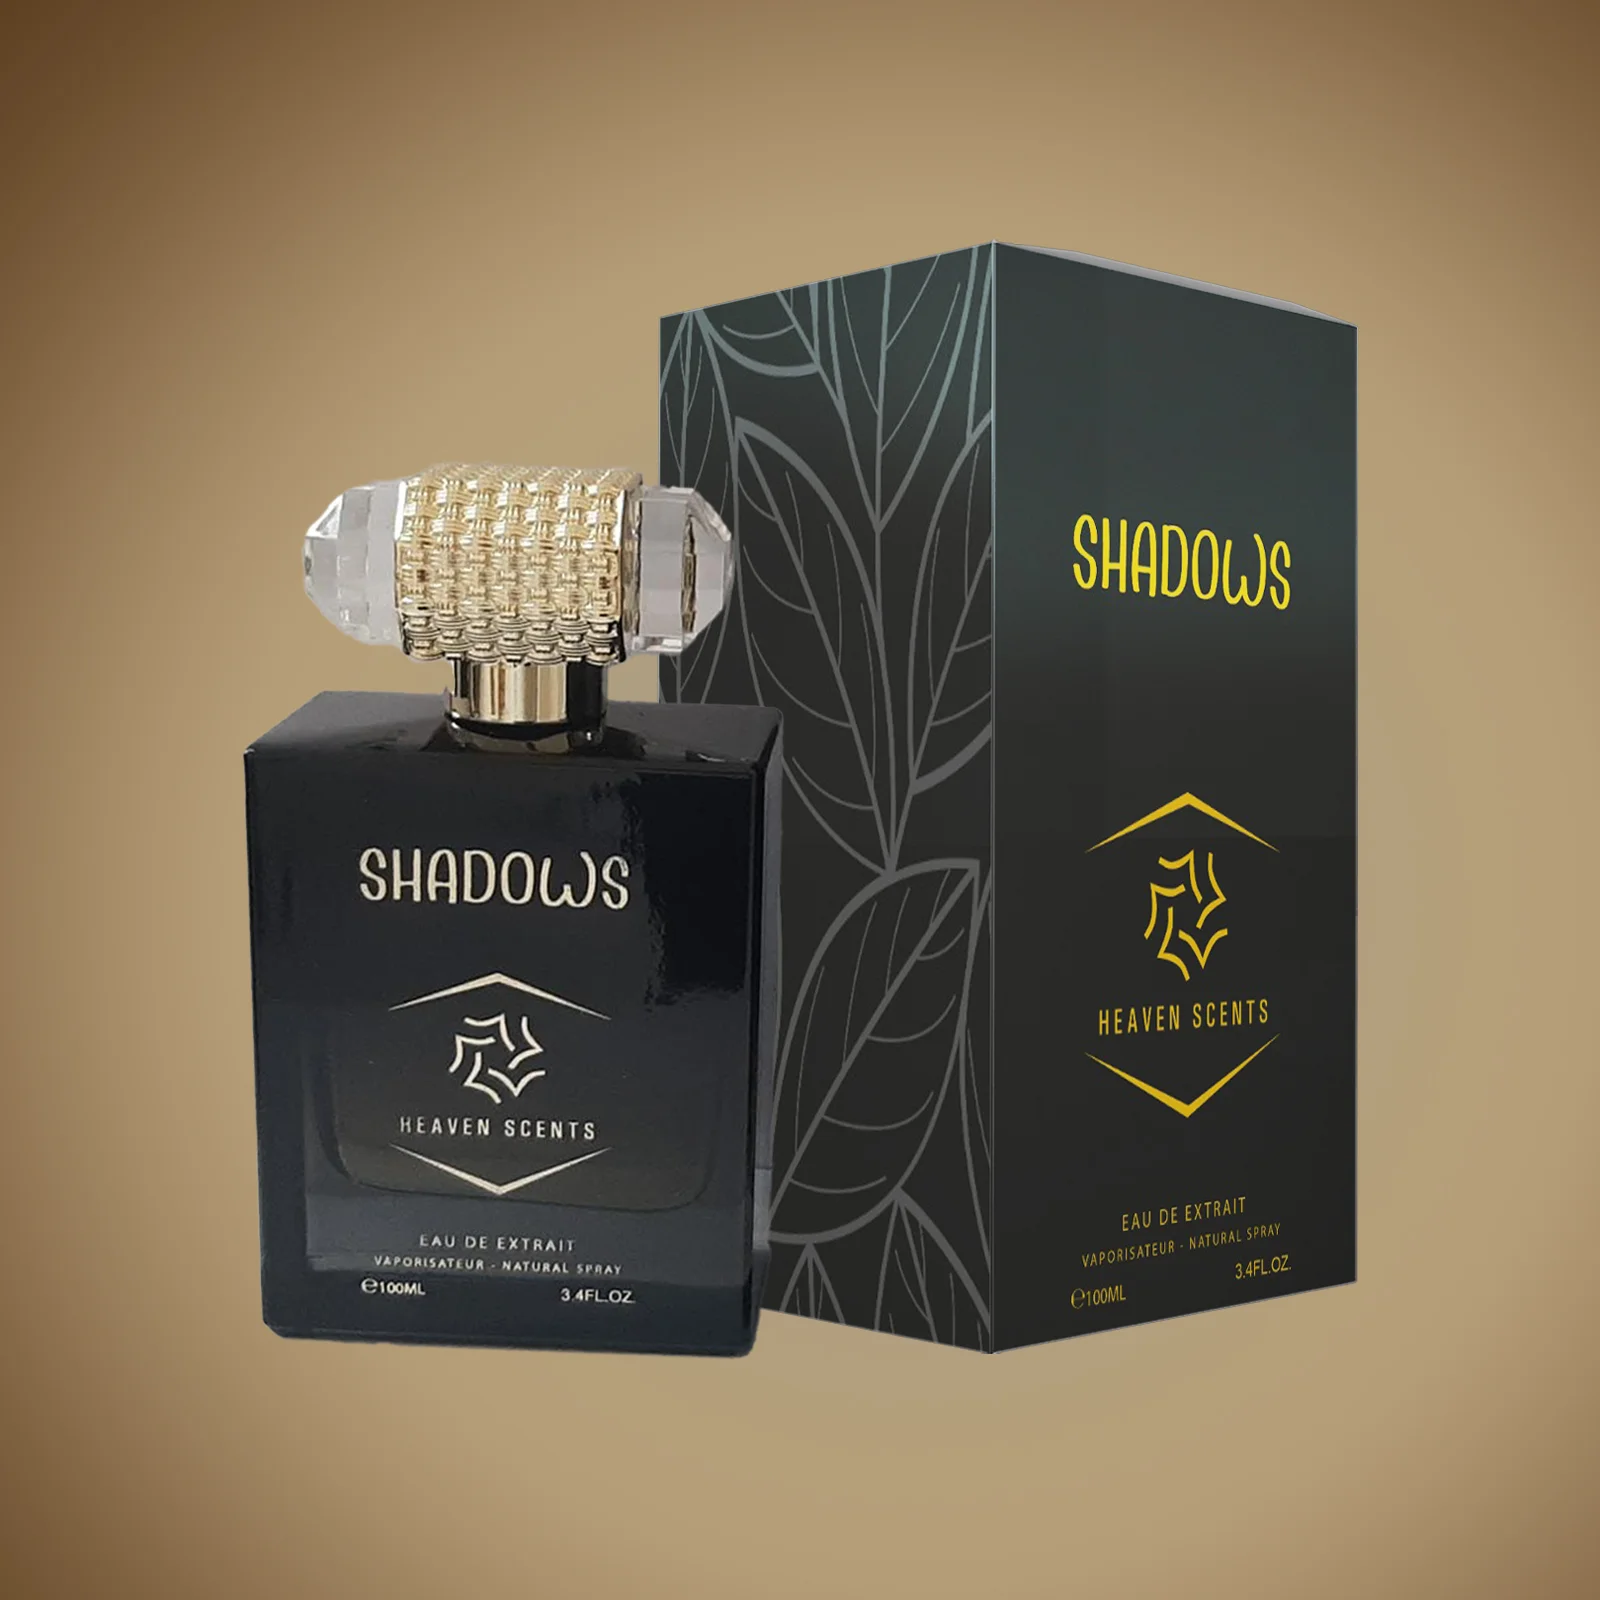 SHADOWS
HEAVEN SCENTS
EAU DE EXTRAIT
VAPORISATEUR - NATURAL SPRAY
℮100ML 3.4FL.OZ.
SHADOWS
HEAVEN SCENTS
EAU DE EXTRAIT
VAPORISATEUR - NATURAL SPRAY
℮100ML 3.4FL.OZ.